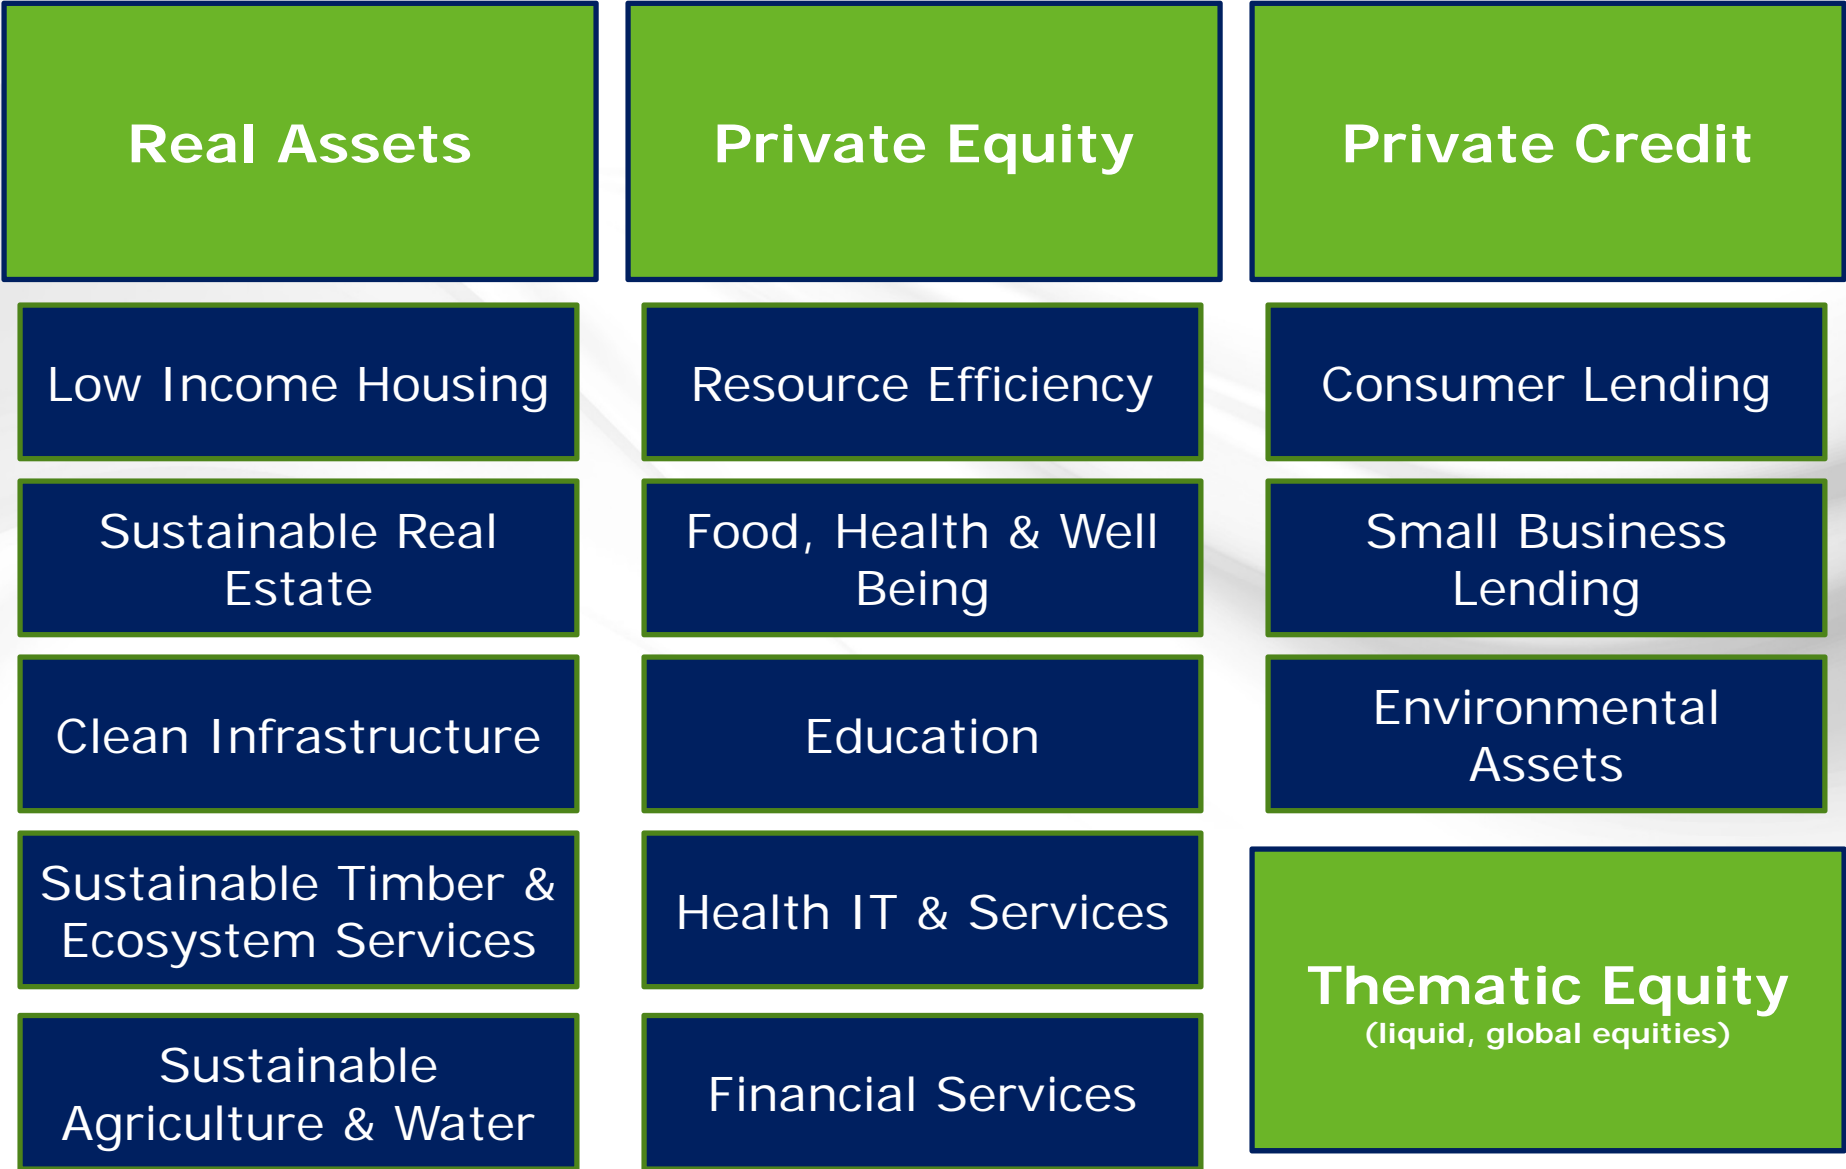 Real Assets
Low Income Housing
Sustainable Real
Estate
Clean Infrastructure
Sustainable Timber &
Ecosystem Services
Sustainable
Agriculture & Water
Private Equity
Resource Efficiency
Food, Health & Well
Being
Education
Health IT & Services
Financial Services
Private Credit
Consumer Lending
Small Business
Lending
Environmental
Assets
Thematic Equity
(liquid, global equities)